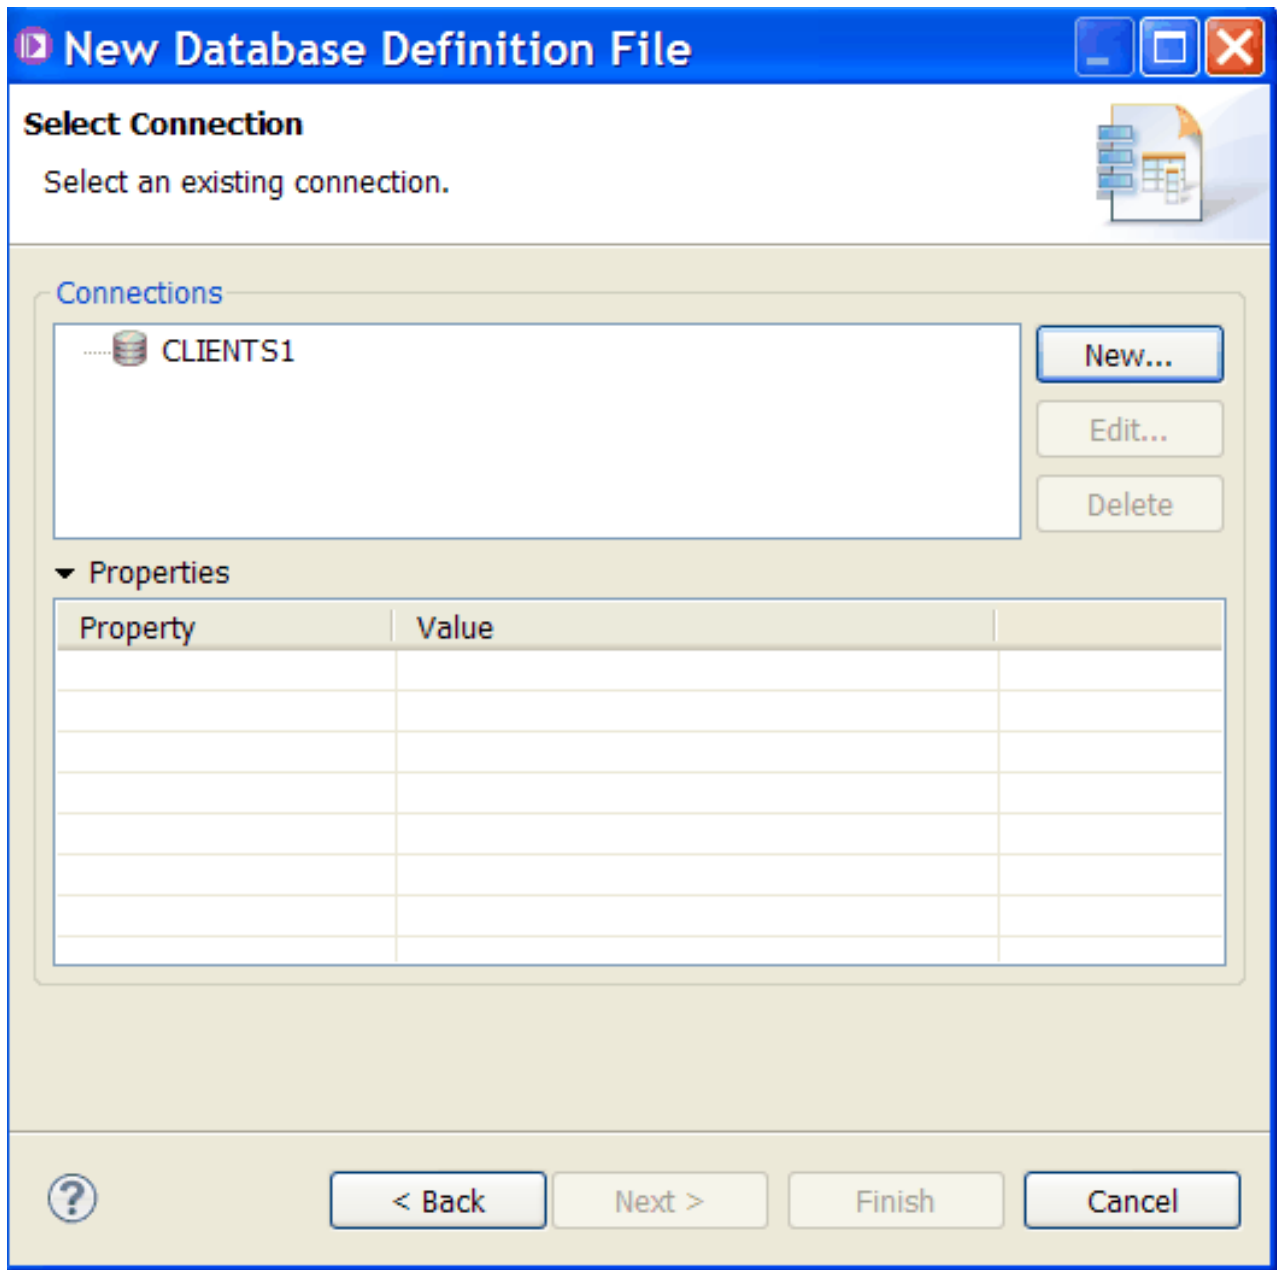 New Database Definition File
Select Connection
Select an existing connection.
Connections
CLIENTS1
New...
Edit...
Delete
Properties
Property Value
?
< Back Next > Finish Cancel